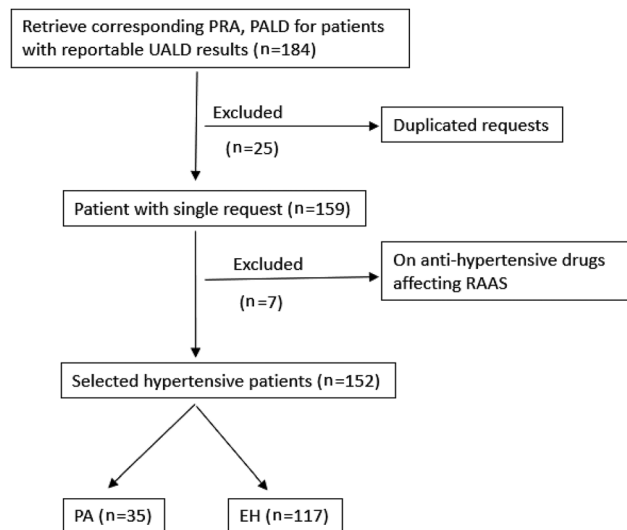 Retrieve corresponding PRA, PALD for patients
with reportable UALD results (n=184)
Excluded
(n=25)
Duplicated requests
Patient with single request (n=159)
Excluded
(n=7)
On anti-hypertensive drugs
affecting RAAS
Selected hypertensive patients (n=152)
PA (n=35)
EH (n=117)